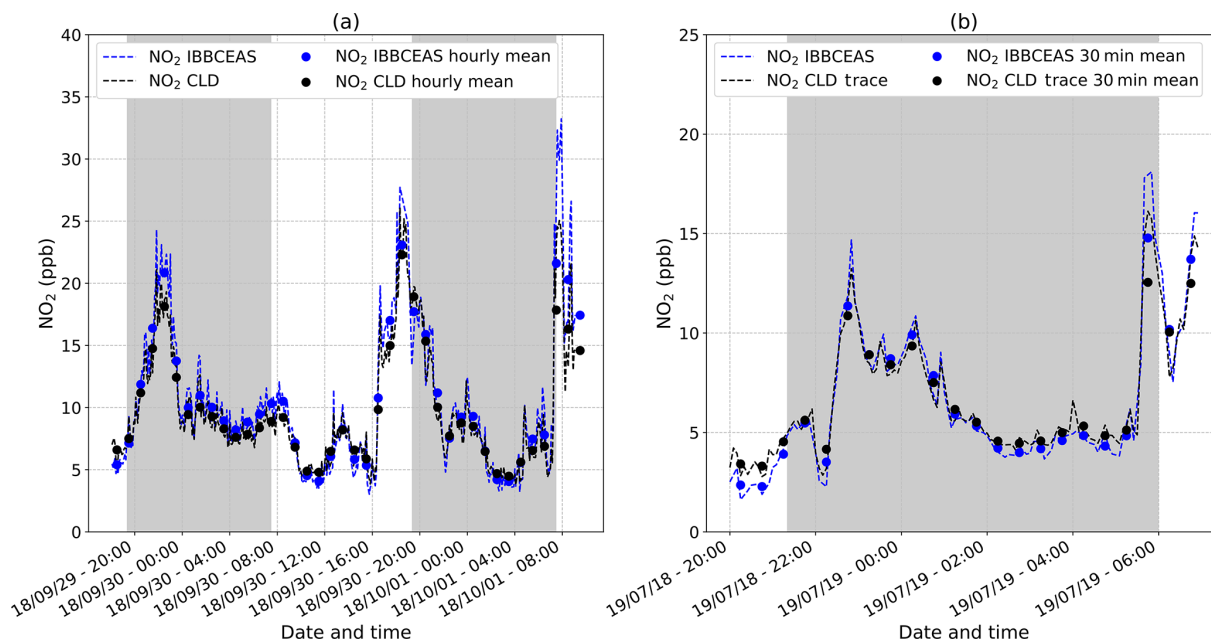 (a)
NO₂ IBBCEAS
NO₂ CLD
NO₂ IBBCEAS hourly mean
NO₂ CLD hourly mean
NO₂ (ppb)
40
35
30
25
20
15
10
5
0
18/09/29 - 20:00
18/09/30 - 00:00
18/09/30 - 04:00
18/09/30 - 08:00
18/09/30 - 12:00
18/09/30 - 16:00
18/09/30 - 20:00
18/10/01 - 00:00
18/10/01 - 04:00
18/10/01 - 08:00
Date and time
(b)
NO₂ IBBCEAS
NO₂ CLD trace
NO₂ IBBCEAS 30 min mean
NO₂ CLD trace 30 min mean
NO₂ (ppb)
25
20
15
10
5
0
19/07/18 - 20:00
19/07/18 - 22:00
19/07/19 - 00:00
19/07/19 - 02:00
19/07/19 - 04:00
19/07/19 - 06:00
Date and time